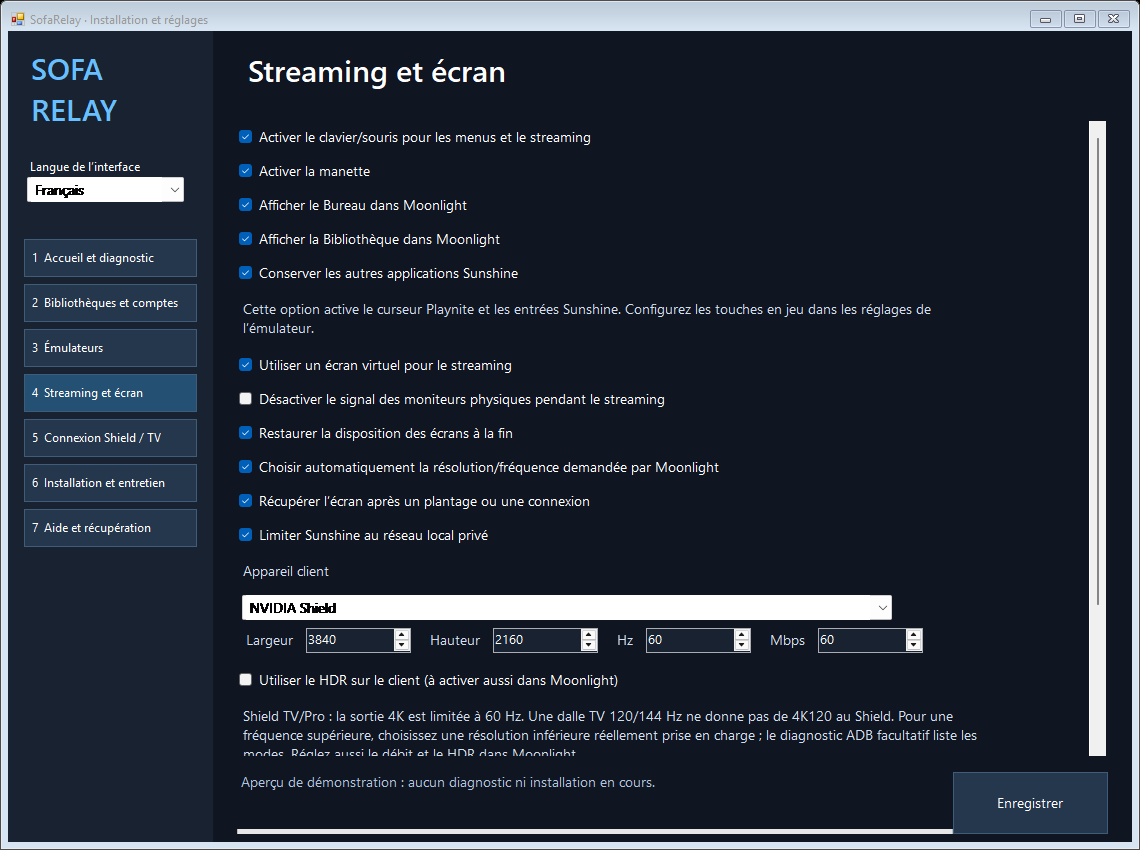 SofaRelay - Installation et réglages
SOFA
RELAY
Langue de l'interface
Français
1 Accueil et diagnostic
2 Bibliothèques et comptes
3 Émulateurs
4 Streaming et écran
5 Connexion Shield / TV
6 Installation et entretien
7 Aide et récupération
Streaming et écran
Activer le clavier/souris pour les menus et le streaming
Activer la manette
Afficher le Bureau dans Moonlight
Afficher la Bibliothèque dans Moonlight
Conserver les autres applications Sunshine
Cette option active le curseur Playnite et les entrées Sunshine. Configurez les touches en jeu dans les réglages de
l'émulateur.
Utiliser un écran virtuel pour le streaming
Désactiver le signal des moniteurs physiques pendant le streaming
Restaurer la disposition des écrans à la fin
Choisir automatiquement la résolution/fréquence demandée par Moonlight
Récupérer l'écran après un plantage ou une connexion
Limiter Sunshine au réseau local privé
Appareil client
NVIDIA Shield
Largeur 3840 Hauteur 2160 Hz 60 Mbps 60
Utiliser le HDR sur le client (à activer aussi dans Moonlight)
Shield TV/Pro : la sortie 4K est limitée à 60 Hz. Une dalle TV 120/144 Hz ne donne pas de 4K120 au Shield. Pour une
fréquence supérieure, choisissez une résolution inférieure réellement prise en charge ; le diagnostic ADB facultatif liste les
modes. Réglez aussi le débit et le HDR dans Moonlight.
Aperçu de démonstration : aucun diagnostic ni installation en cours.
Enregistrer